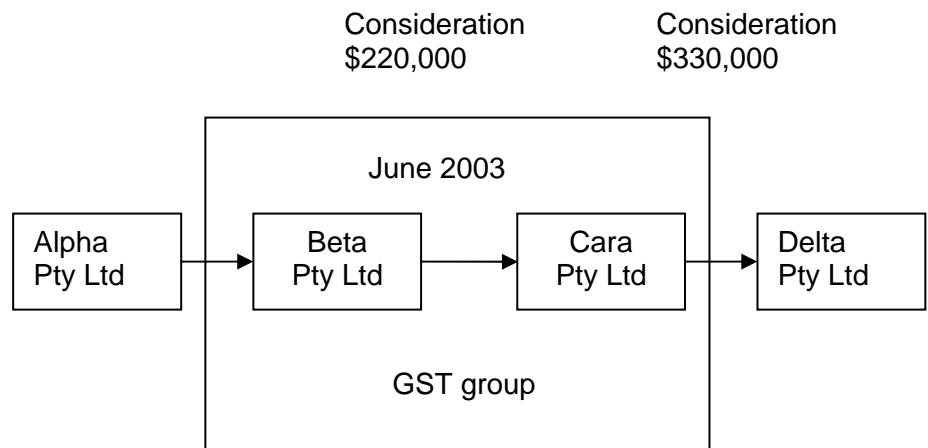 Consideration
$220,000
Consideration
$330,000
June 2003
Alpha
Pty Ltd
Beta
Pty Ltd
Cara
Pty Ltd
Delta
Pty Ltd
GST group